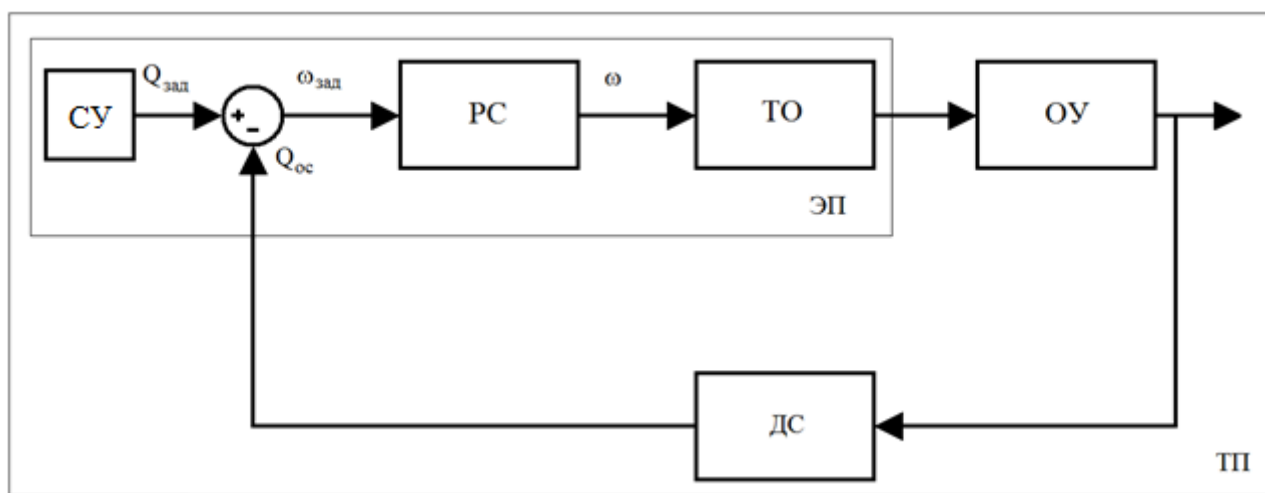 СУ
Qзад
+
-
Qос
ωзад
РС
ω
ТО
ЭП
ОУ
ДС
ТП